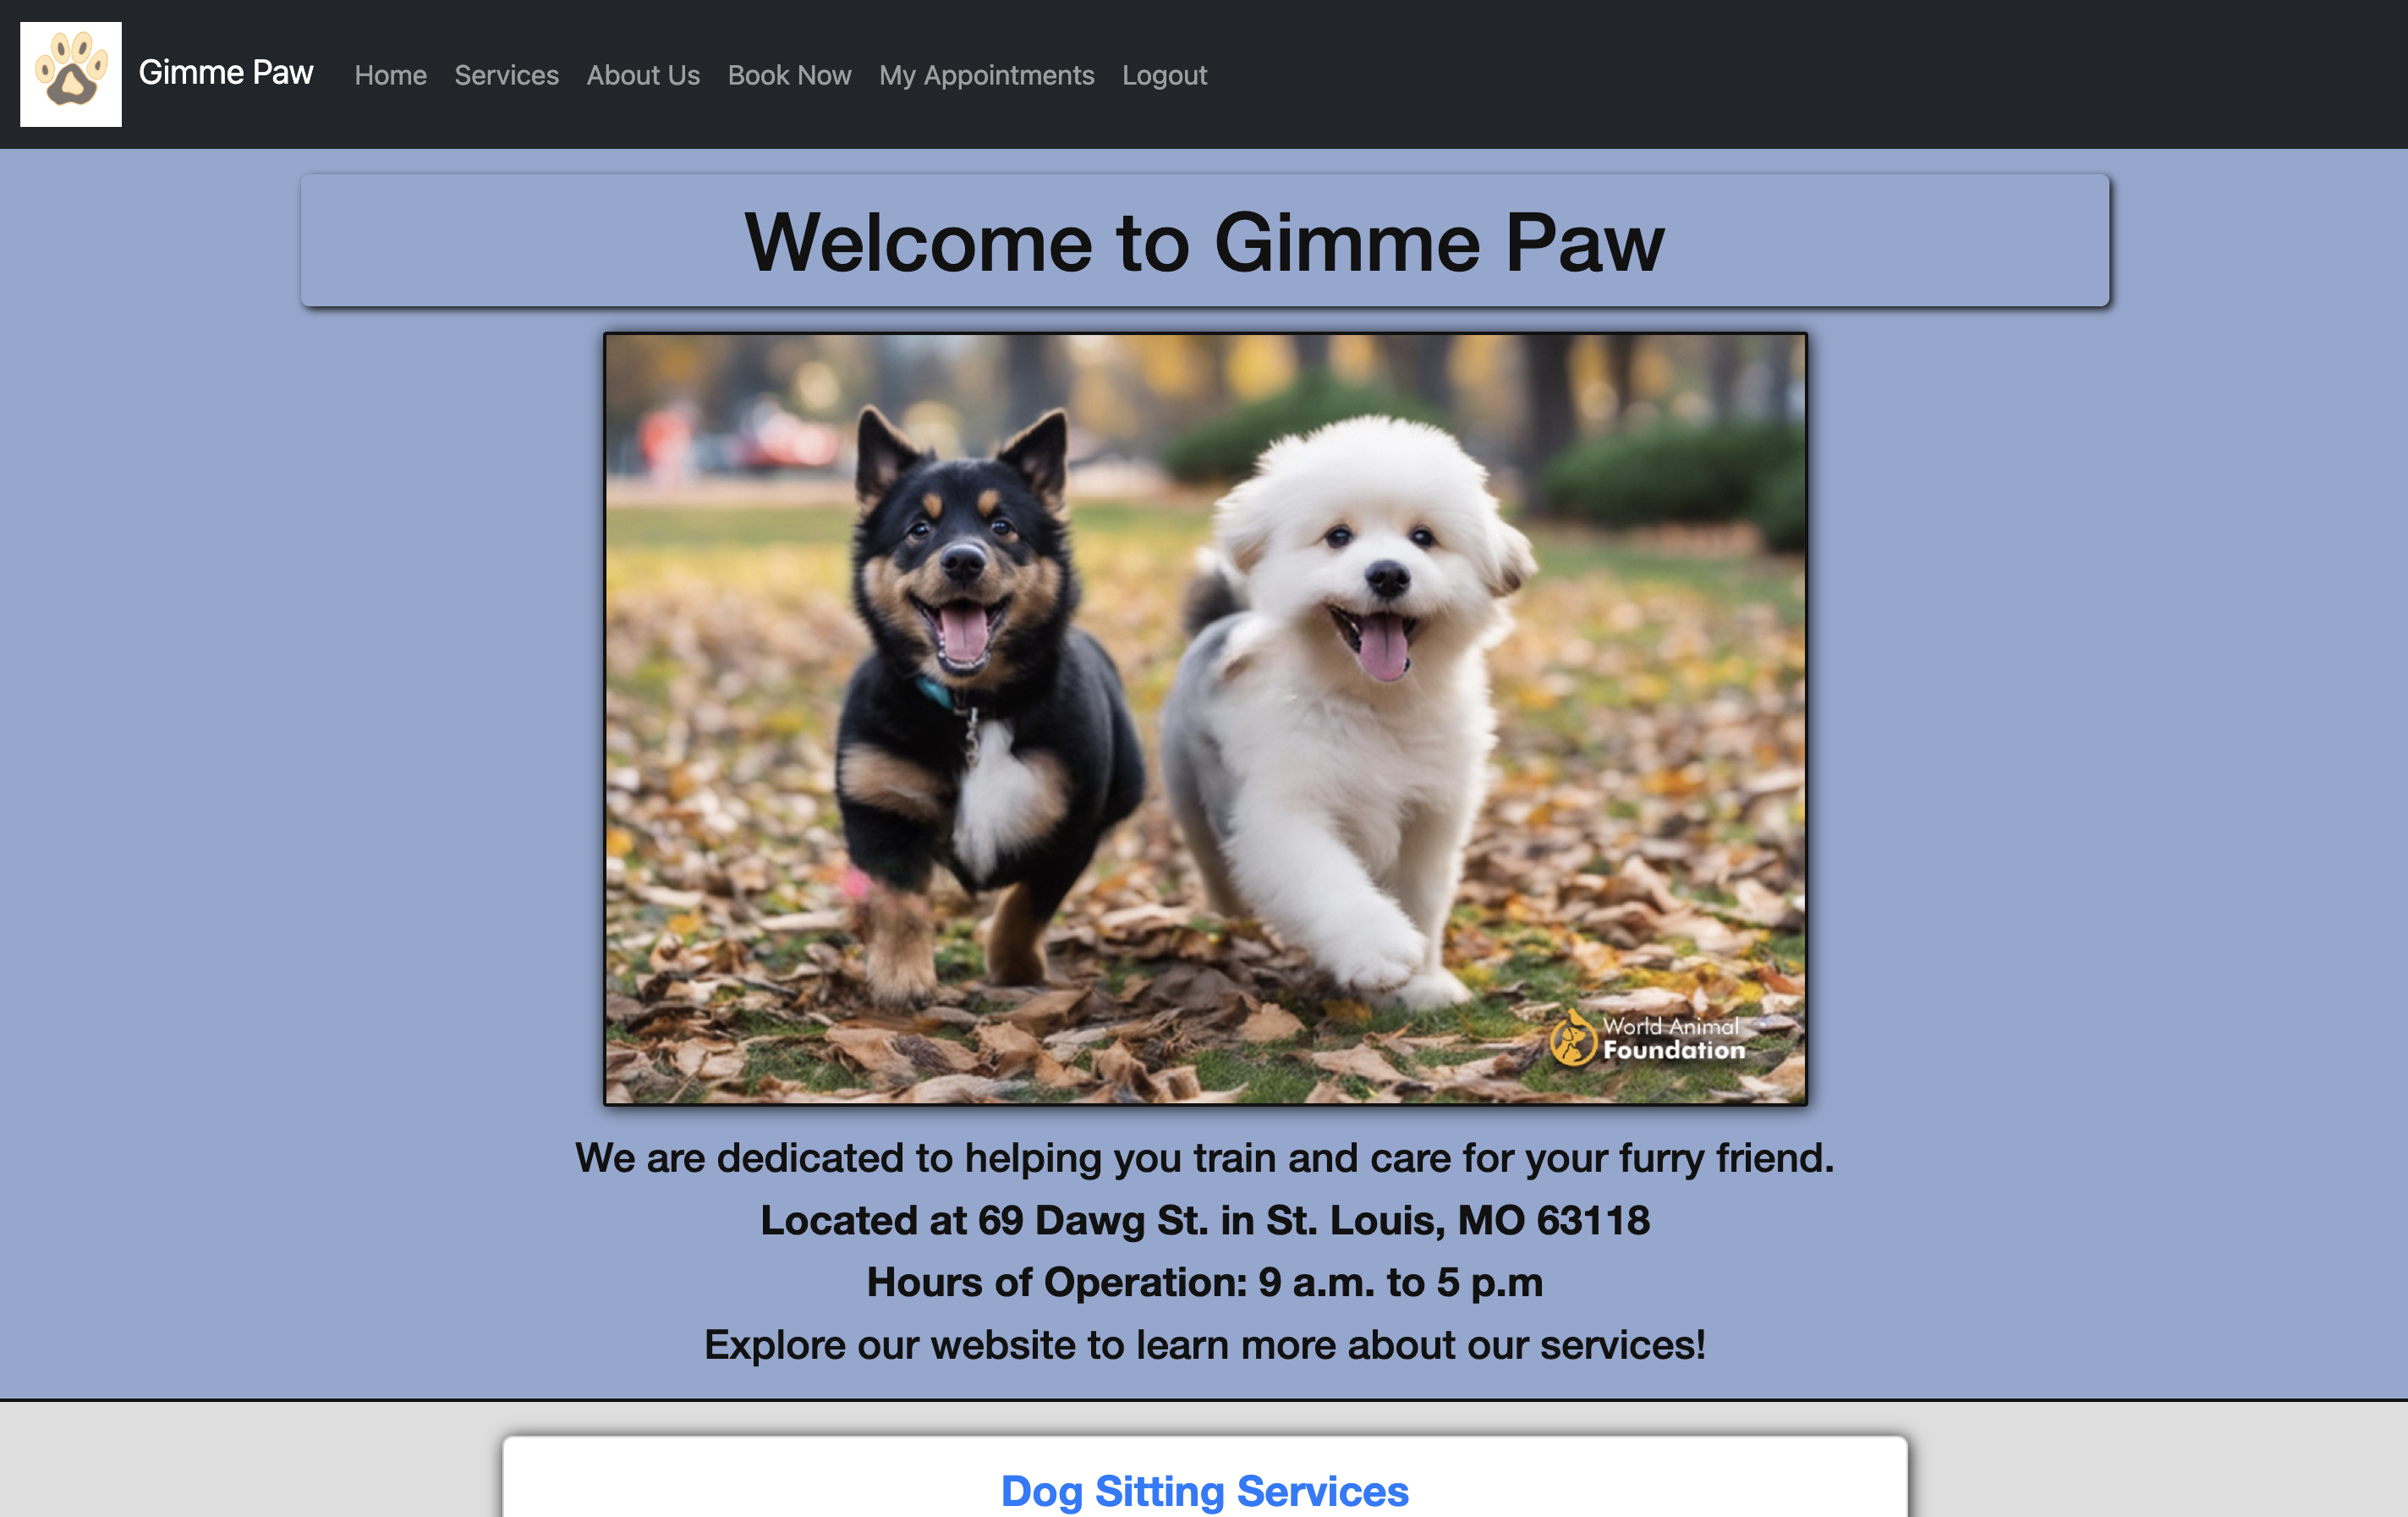 Gimme Paw Home Services About Us Book Now My Appointments Logout
Welcome to Gimme Paw
World Animal
Foundation
We are dedicated to helping you train and care for your furry friend.
Located at 69 Dawg St. in St. Louis, MO 63118
Hours of Operation: 9 a.m. to 5 p.m
Explore our website to learn more about our services!
Dog Sitting Services